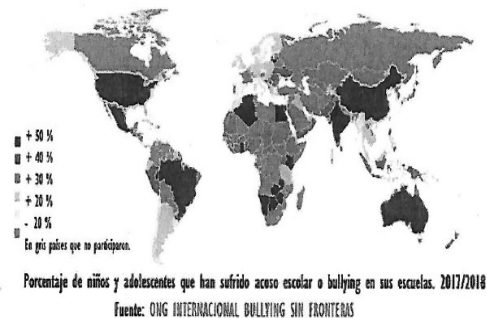 + 50 %
+ 40 %
+ 30 %
+ 20 %
- 20 %
En gris países que no participaron.
Porcentaje de niños y adolescentes que han sufrido acoso escolar o bullying en sus escuelas. 2017/2018
Fuente: ONG INTERNACIONAL BULLYING SIN FRONTERAS